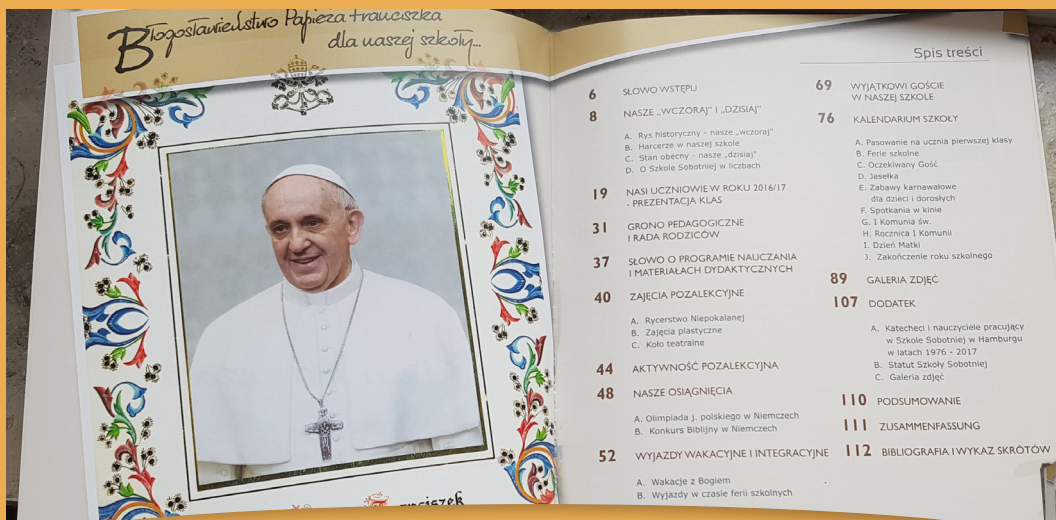 Błogosławieństwo Papieża Franciszka
dla naszej szkoły...
Franciszek
Spis treści
6 SŁOWO WSTĘPU
8 NASZE „WCZORAJ” I „DZISIAJ”
A. Rys historyczny - nasze „wczoraj”
B. Harcerze w naszej szkole
C. Stan obecny - nasze „dzisiaj”
D. O Szkole Sobotniej w liczbach
19 NASI UCZNIOWIE W ROKU 2016/17
- PREZENTACJA KLAS
31 GRONO PEDAGOGICZNE
I RADA RODZICÓW
37 SŁOWO O PROGRAMIE NAUCZANIA
I MATERIAŁACH DYDAKTYCZNYCH
40 ZAJĘCIA POZALEKCYJNE
A. Rycerstwo Niepokalanej
B. Zajęcia plastyczne
C. Koło teatralne
44 AKTYWNOŚĆ POZALEKCYJNA
48 NASZE OSIĄGNIĘCIA
A. Olimpiada j. polskiego w Niemczech
B. Konkurs Biblijny w Niemczech
52 WYJAZDY WAKACYJNE I INTEGRACYJNE
A. Wakacje z Bogiem
B. Wyjazdy w czasie ferii szkolnych
69 WYJĄTKOWI GOŚCIE
W NASZEJ SZKOLE
76 KALENDARIUM SZKOŁY
A. Pasowanie na ucznia pierwszej klasy
B. Ferie szkolne
C. Oczekiwany Gość
D. Jasełka
E. Zabawy karnawałowe
dla dzieci i dorosłych
F. Spotkania w kinie
G. I Komunia św.
H. Rocznica I Komunii
I. Dzień Matki
J. Zakończenie roku szkolnego
89 GALERIA ZDJĘĆ
107 DODATEK
A. Katecheci i nauczyciele pracujący
w Szkole Sobotniej w Hamburgu
w latach 1976 - 2017
B. Statut Szkoły Sobotniej
C. Galeria zdjęć
110 PODSUMOWANIE
111 ZUSAMMENFASSUNG
112 BIBLIOGRAFIA I WYKAZ SKRÓTÓW